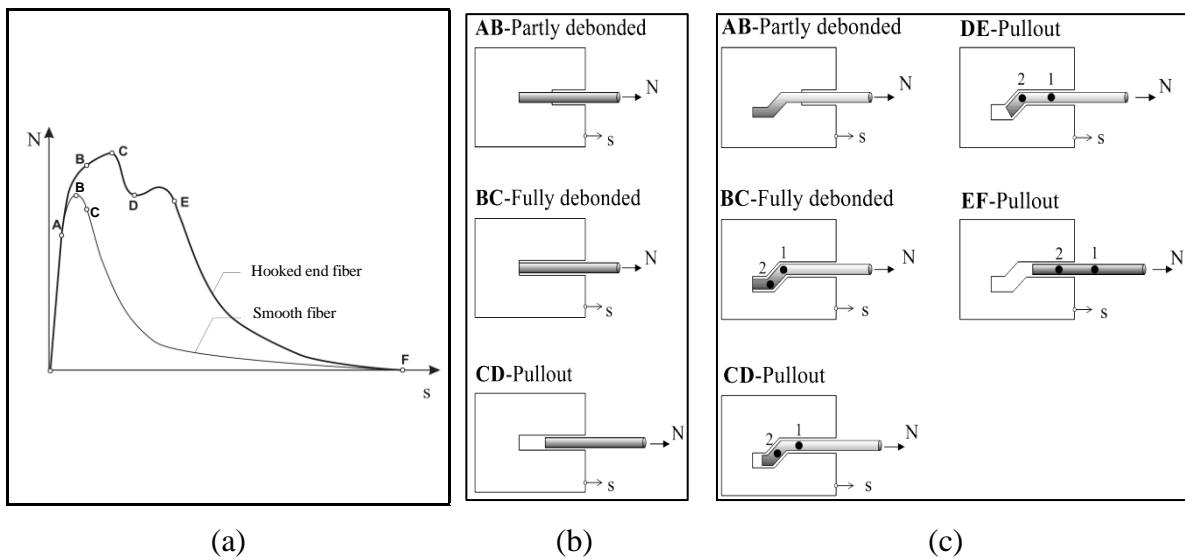 N
B
C
B
C
A
D
E
Hooked end fiber
Smooth fiber
F
s
(a)
AB-Partly debonded
N
s
BC-Fully debonded
N
s
CD-Pullout
N
s
(b)
AB-Partly debonded
N
s
BC-Fully debonded
1
2
N
s
CD-Pullout
1
2
N
s
DE-Pullout
2 1
N
s
EF-Pullout
2 1
N
s
(c)